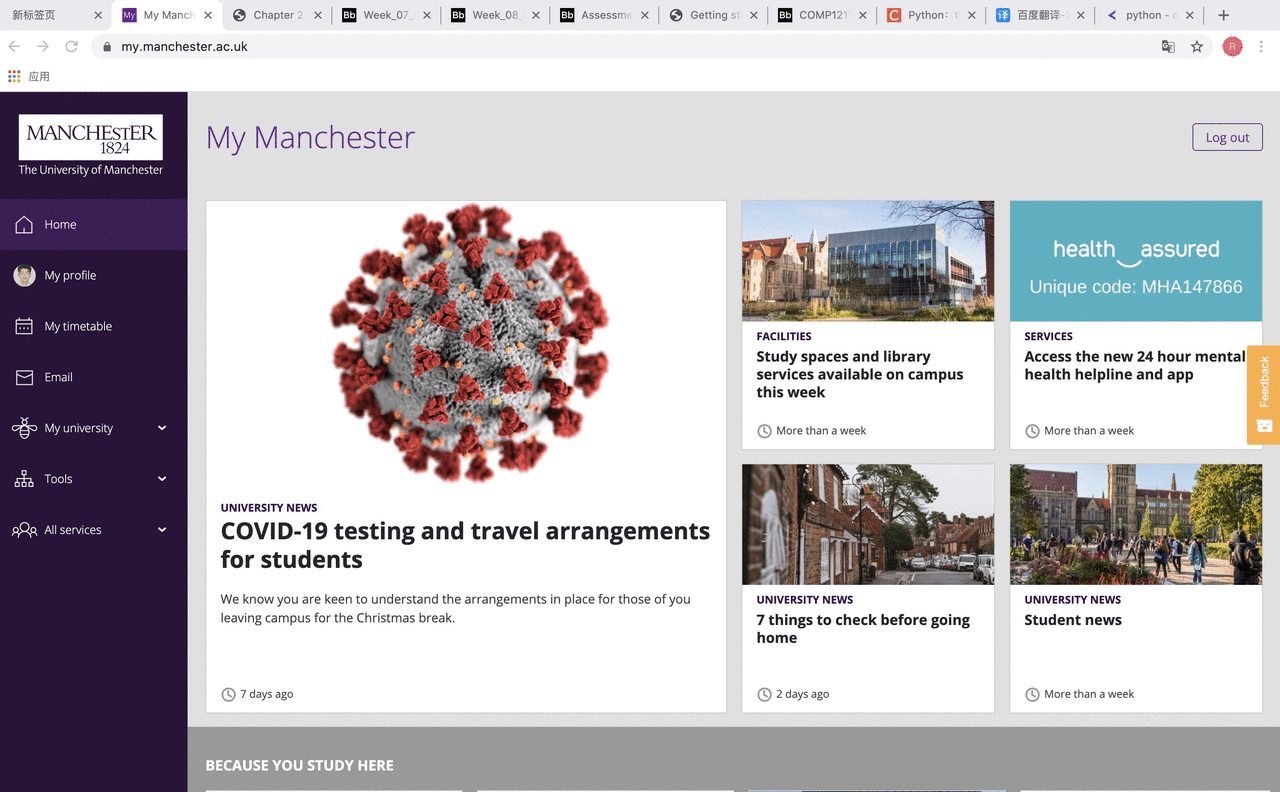 新标签页
My Manch
Chapter 2
Week_07_
Week_08_
Assessme
Getting st
COMP121
Python:
百度翻译-2
python - c
my.manchester.ac.uk
R
应用
MANCHESTER
1824
The University of Manchester
Home
My profile
My timetable
Email
My university
Tools
All services
My Manchester
Log out
UNIVERSITY NEWS
COVID-19 testing and travel arrangements
for students
We know you are keen to understand the arrangements in place for those of you
leaving campus for the Christmas break.
7 days ago
FACILITIES
Study spaces and library
services available on campus
this week
More than a week
health assured
Unique code: MHA147866
SERVICES
Access the new 24 hour mental
health helpline and app
More than a week
Feedback
UNIVERSITY NEWS
7 things to check before going
home
2 days ago
UNIVERSITY NEWS
Student news
More than a week
BECAUSE YOU STUDY HERE